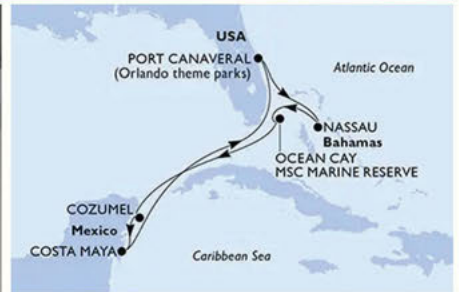 USA
PORT CANAVERAL
(Orlando theme parks)
Atlantic Ocean
NASSAU
Bahamas
OCEAN CAY
MSC MARINE RESERVE
COZUMEL
Mexico
COSTA MAYA
Caribbean Sea